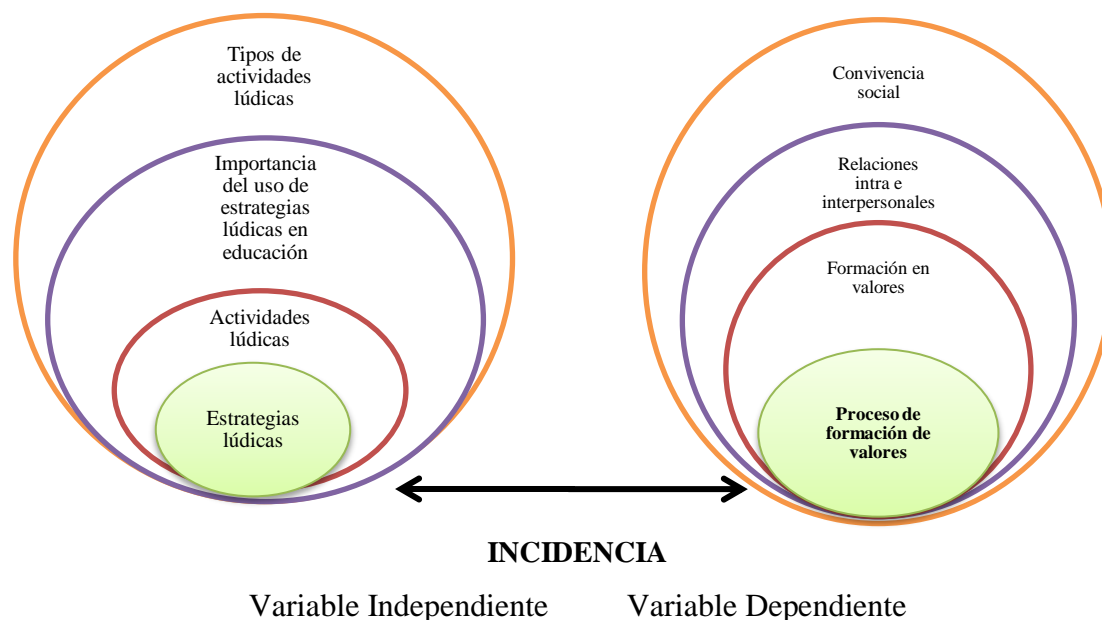 Tipos de
actividades
lúdicas
Importancia
del uso de
estrategias
lúdicas en
educación
Actividades
lúdicas
Estrategias
lúdicas
Convivencia
social
Relaciones
intra e
interpersonales
Formación en
valores
Proceso de
formación de
valores
INCIDENCIA
Variable Independiente
Variable Dependiente